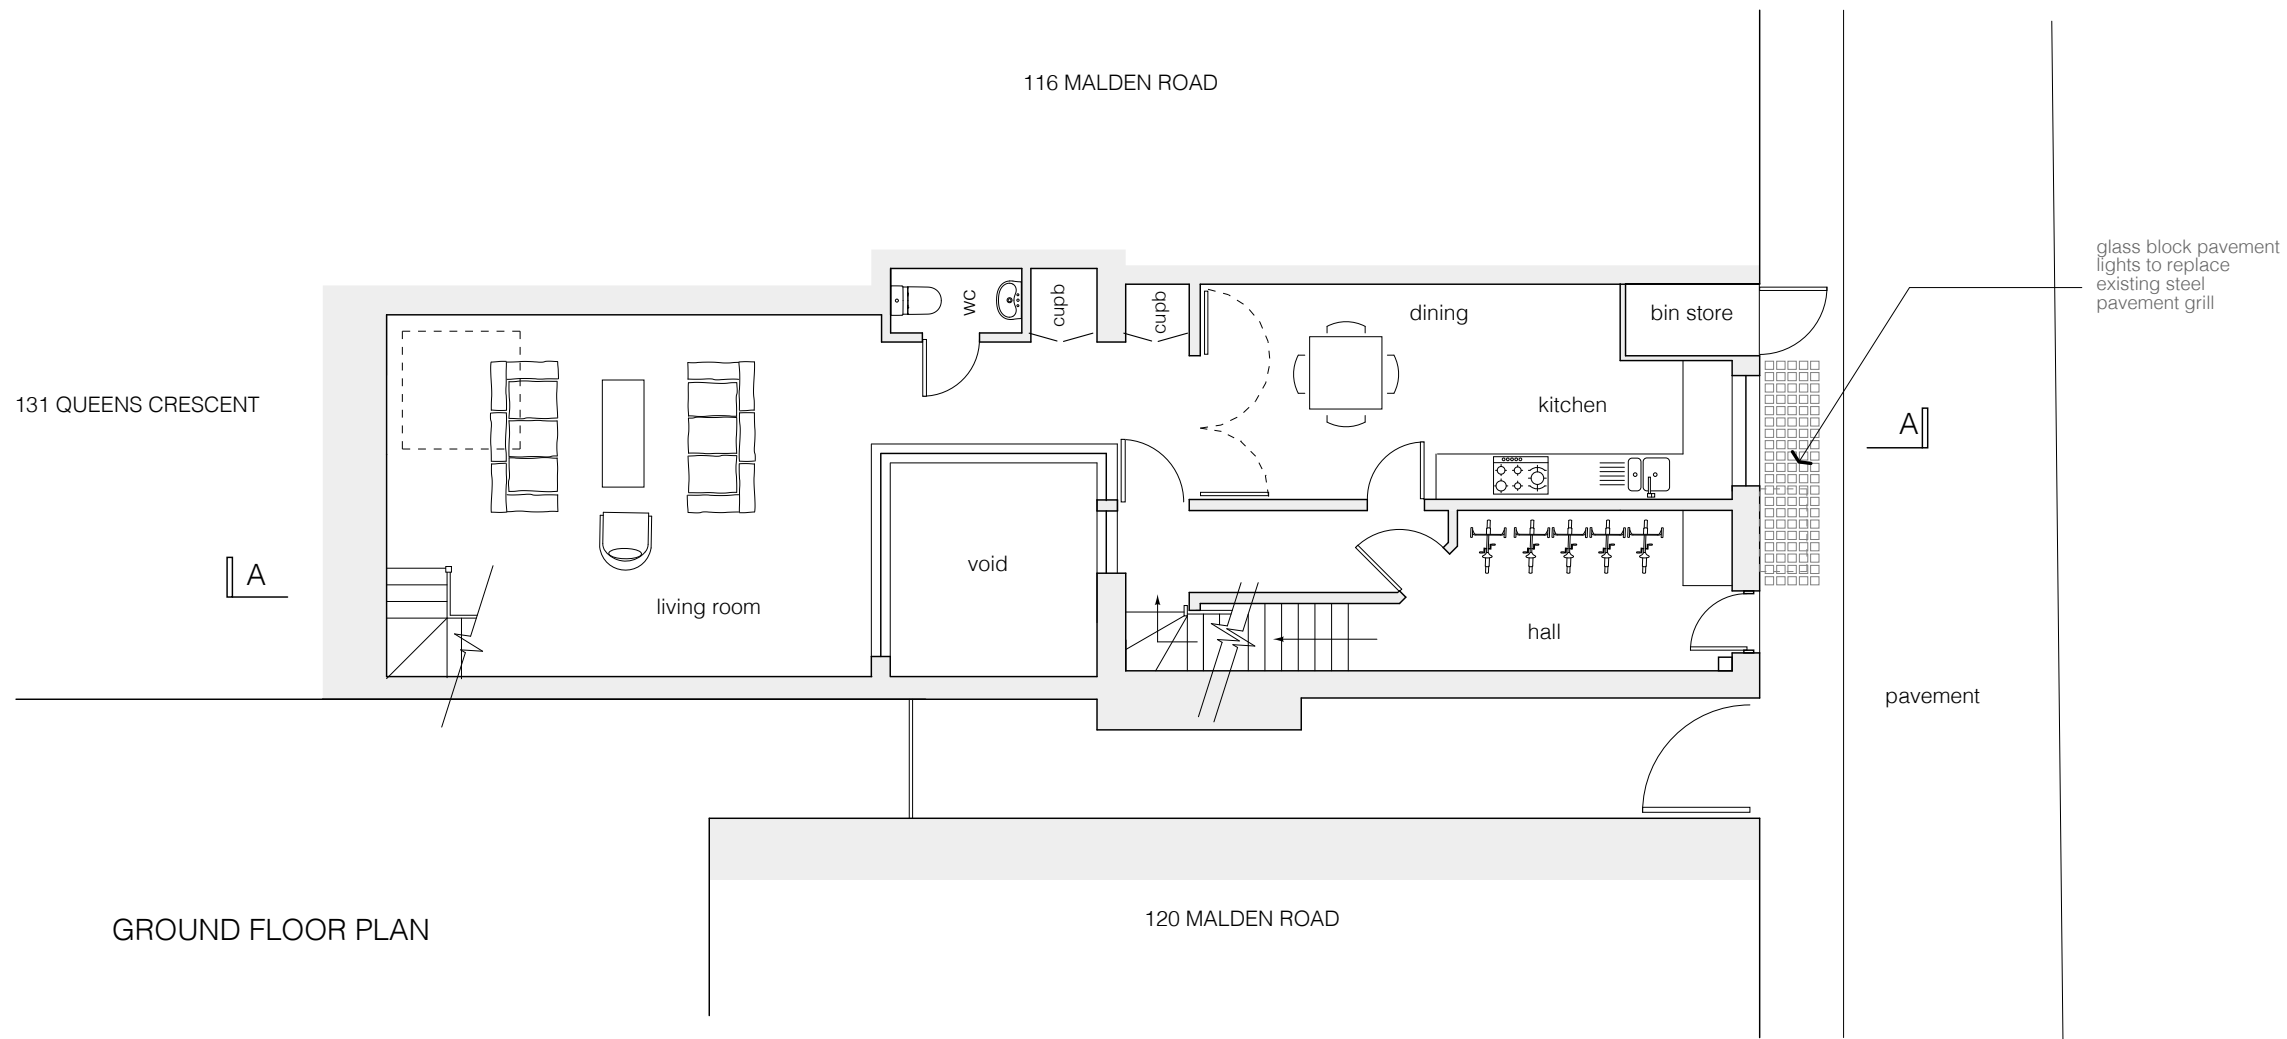 116 MALDEN ROAD
glass block pavement
lights to replace
existing steel
pavement grill
wc
cupb
cupb
dining
bin store
131 QUEENS CRESCENT
kitchen
A
void
A
living room
hall
pavement
120 MALDEN ROAD
GROUND FLOOR PLAN